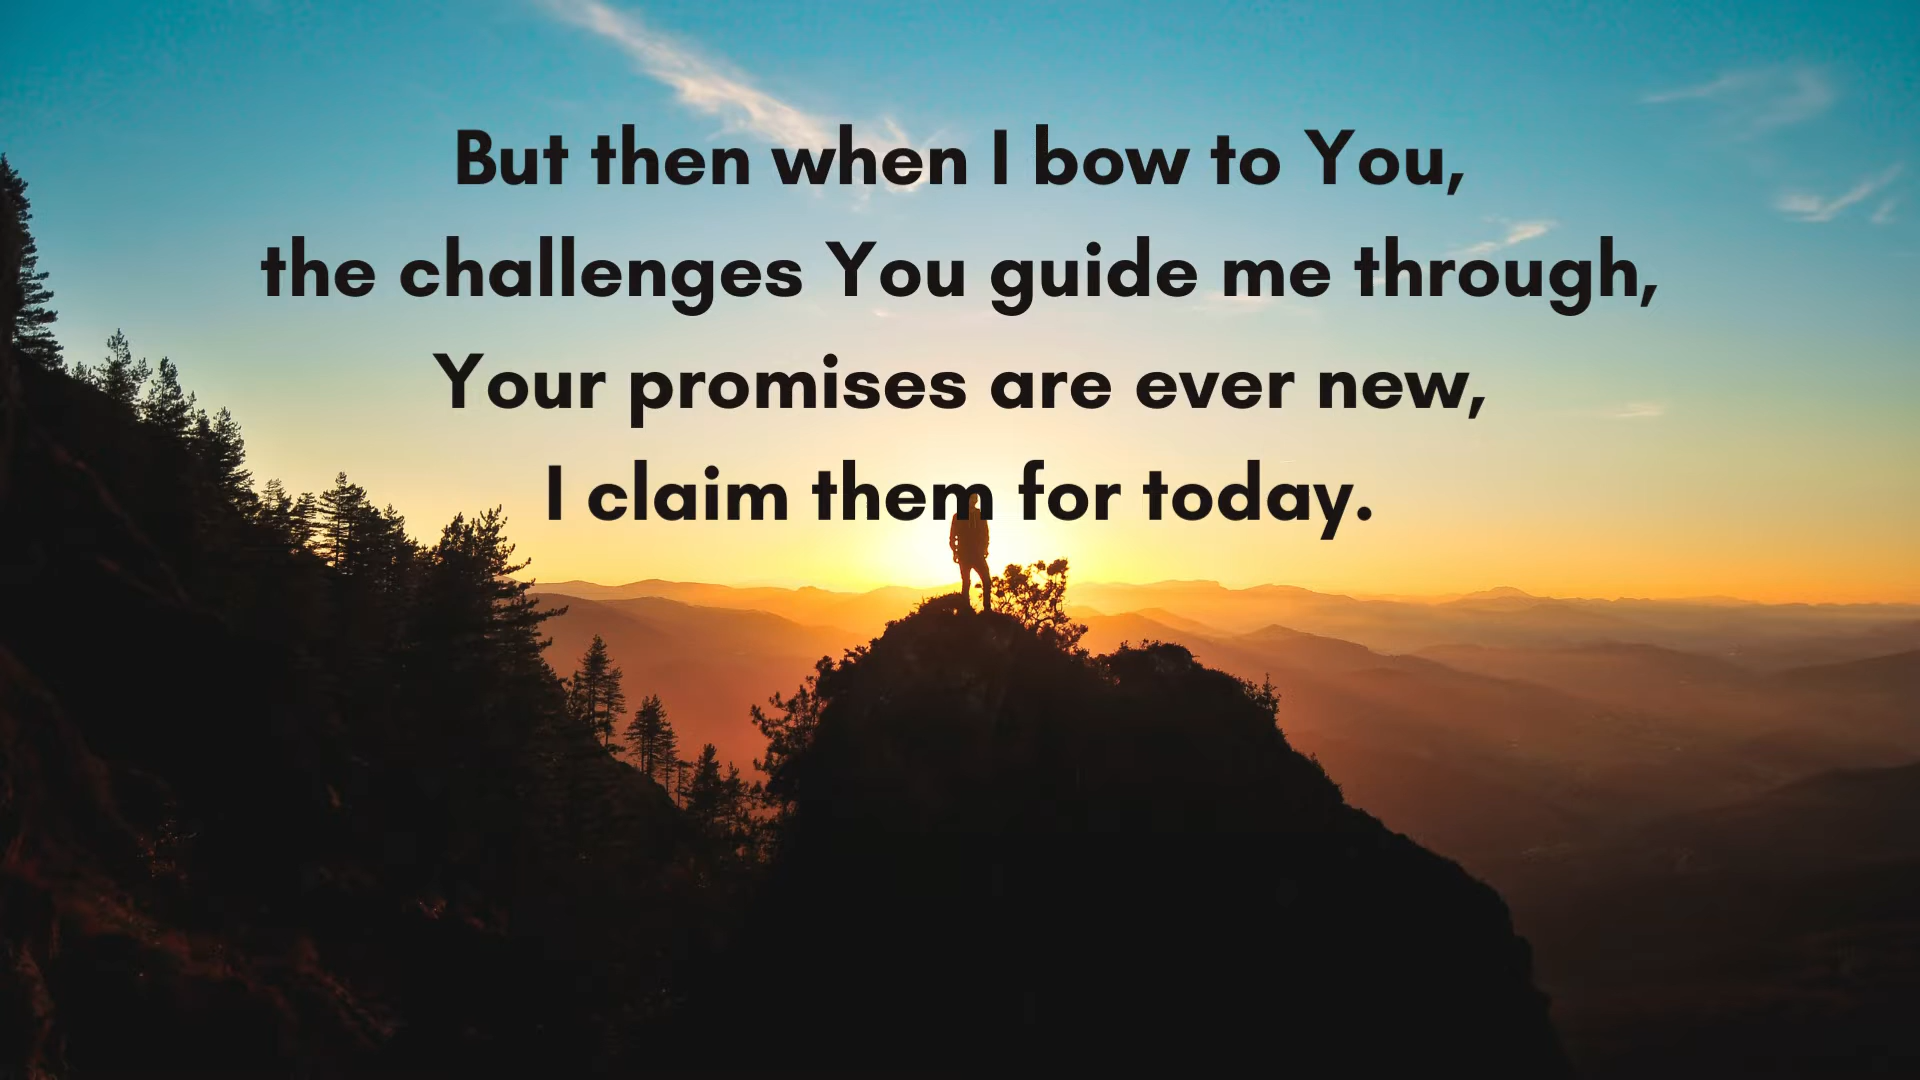 But then when I bow to You,
the challenges You guide me through,
Your promises are ever new,
I claim them for today.